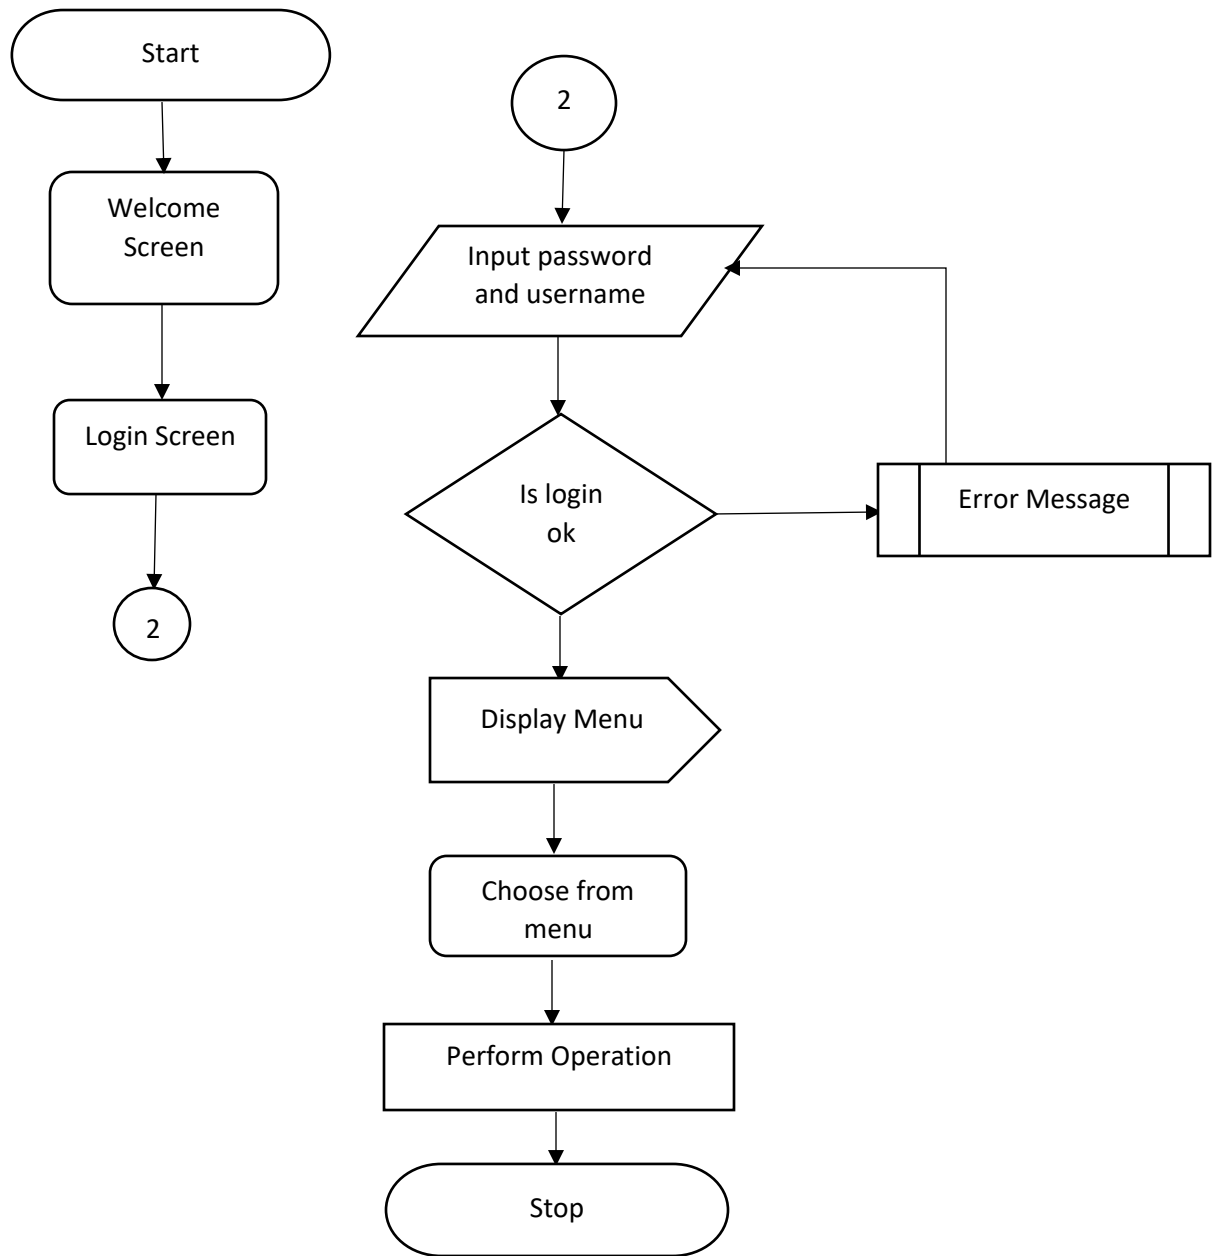 Start
Welcome
Screen
Login Screen
2
2
Input password
and username
Is login
ok
Error Message
Display Menu
Choose from
menu
Perform Operation
Stop